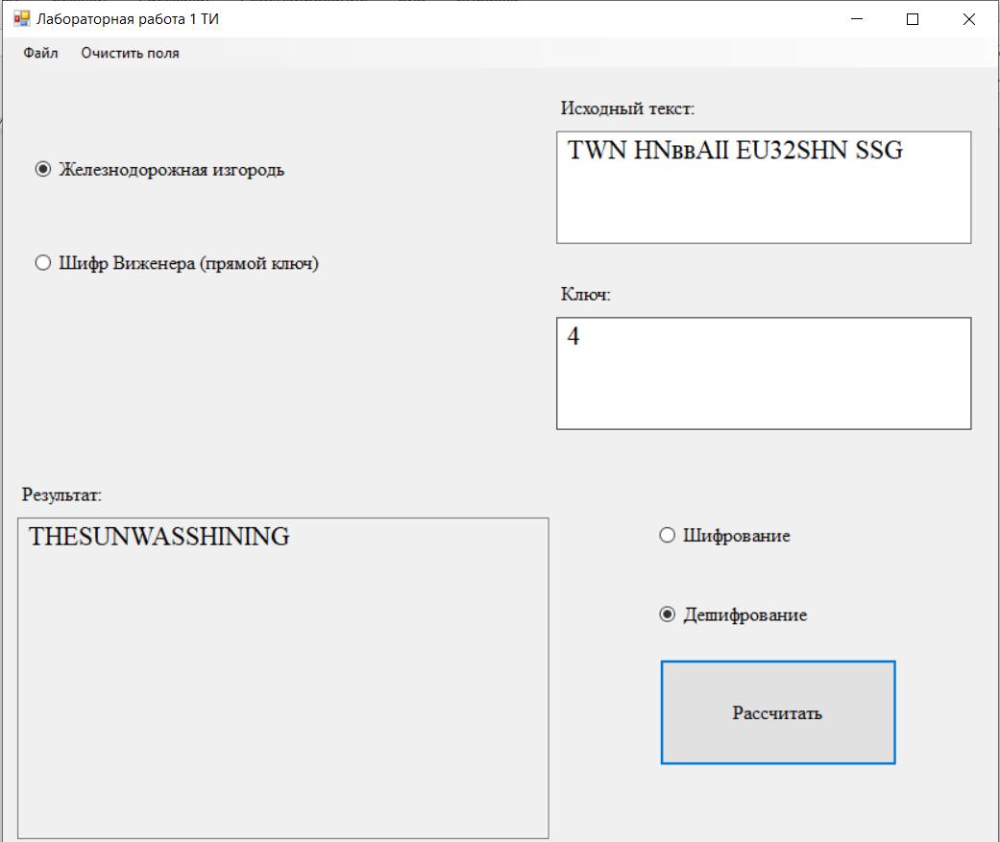 Лабораторная работа 1 ТИ
Файл Очистить поля
Исходный текст:
TWN HNввAII EU32SHN SSG
Железнодорожная изгородь
Шифр Виженера (прямой ключ)
Ключ:
4
Результат:
THESUNWASSHINING
Шифрование
Дешифрование
Рассчитать